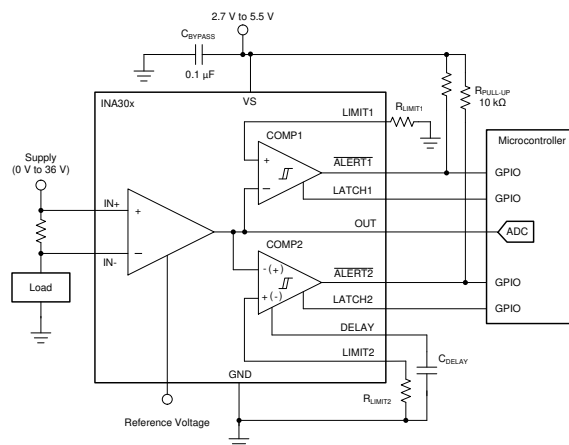 2.7 V to 5.5 V
CBYPASS
0.1 µF
RPULL-UP
10 kΩ
INA30x
VS
LIMIT1
RLIMIT1
COMP1
Microcontroller
Supply
(0 V to 36 V)
+
ALERT1
GPIO
−
LATCH1
GPIO
IN+
+
OUT
ADC
IN-
−
COMP2
Load
- (+)
ALERT2
GPIO
+ (-)
LATCH2
GPIO
DELAY
LIMIT2
CDELAY
GND
RLIMIT2
Reference Voltage